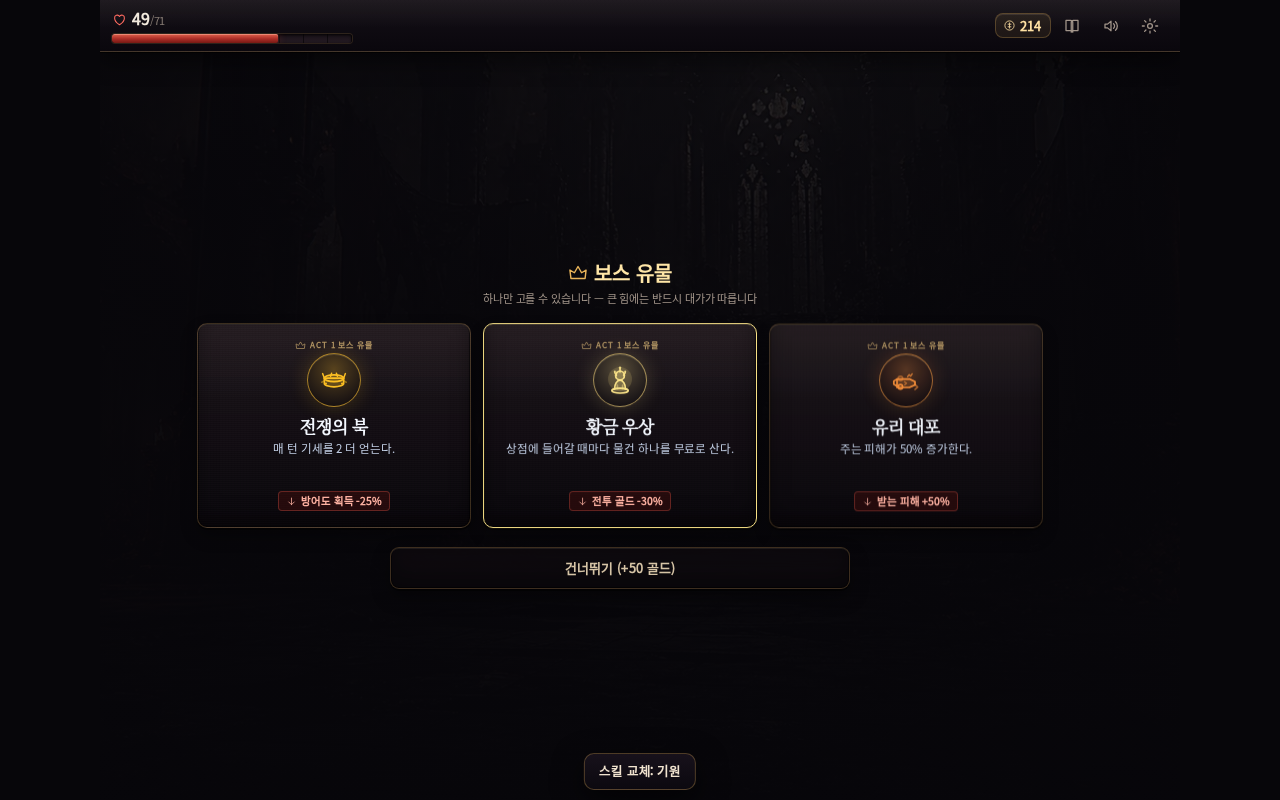 49/71
214
보스 유물
하나만 고를 수 있습니다 — 큰 힘에는 반드시 대가가 따릅니다
ACT 1 보스 유물
전쟁의 북
매 턴 기세를 2 더 얻는다.
↓ 방어도 획득 -25%
ACT 1 보스 유물
황금 우상
상점에 들어갈 때마다 물건 하나를 무료로 산다.
↓ 전투 골드 -30%
ACT 1 보스 유물
유리 대포
주는 피해가 50% 증가한다.
↓ 받는 피해 +50%
건너뛰기 (+50 골드)
스킬 교체: 기원